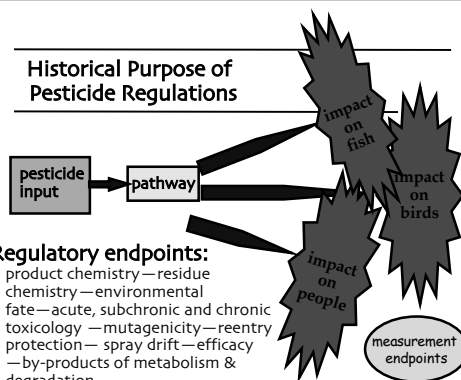 Historical Purpose of
Pesticide Regulations
impact
on
fish
pesticide
input
pathway
impact
on
birds
impact
on
people
Regulatory endpoints:
product chemistry—residue
chemistry—environmental
fate—acute, subchronic and chronic
toxicology —mutagenicity—reentry
protection— spray drift—efficacy
—by-products of metabolism &
degradation
measurement
endpoints